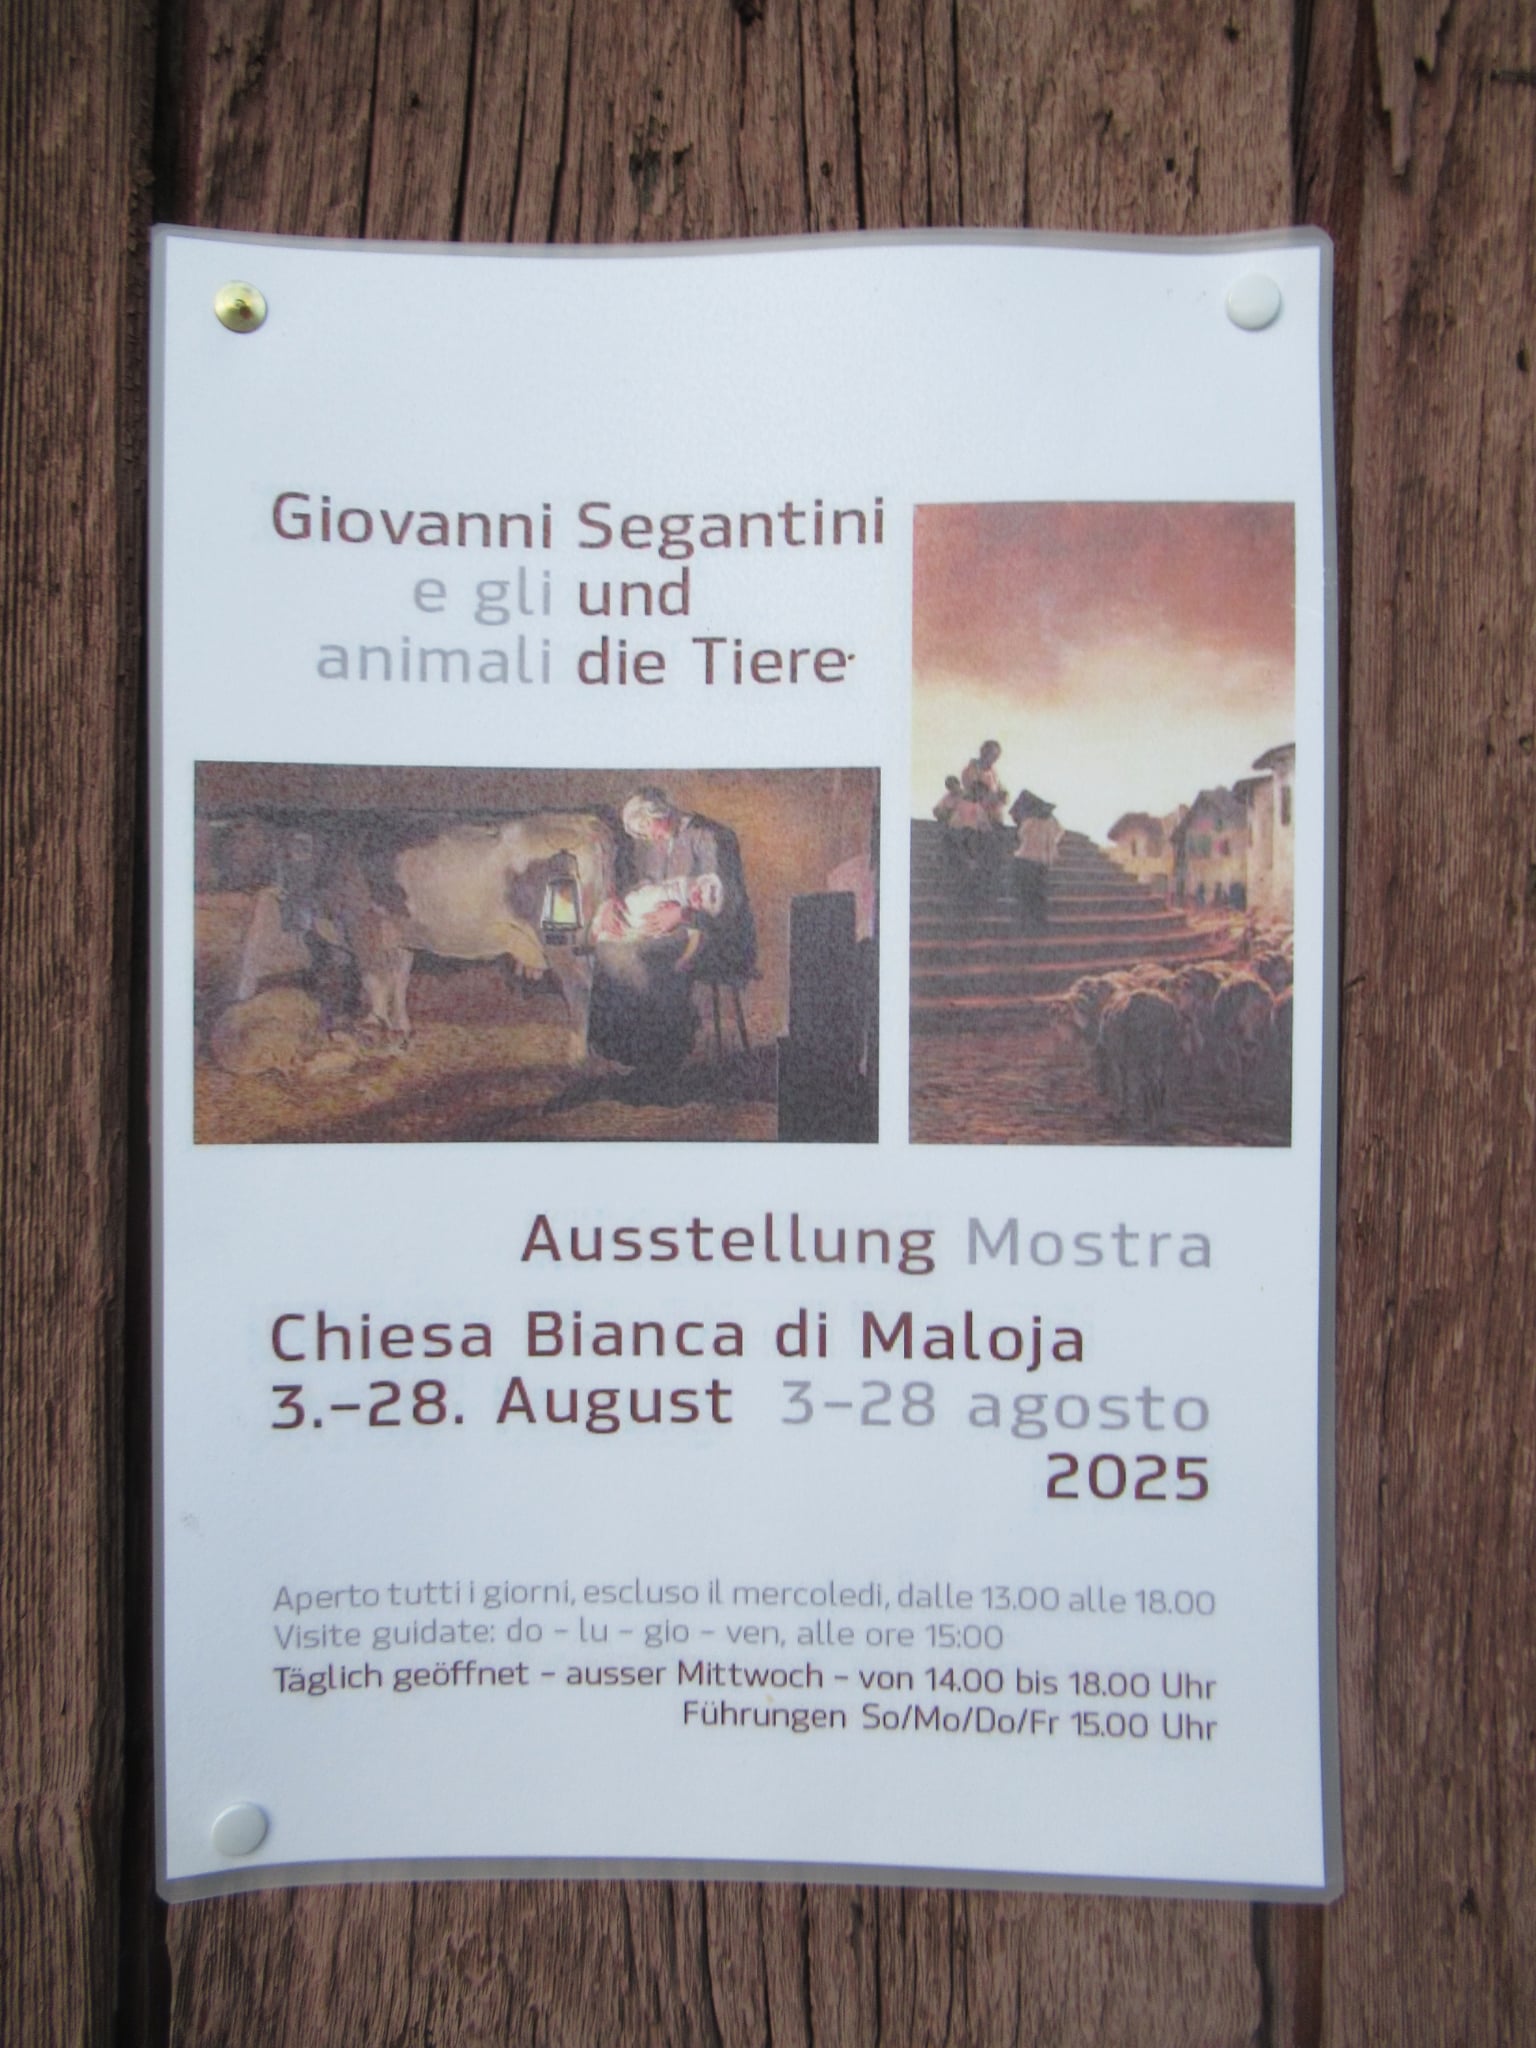 Giovanni Segantini
e gli und
animali die Tiere
Ausstellung Mostra
Chiesa Bianca di Maloja
3.–28. August 3–28 agosto
2025
Aperto tutti i giorni, escluso il mercoledi, dalle 13.00 alle 18.00
Visite guidate: do – lu – gio – ven, alle ore 15:00
Täglich geöffnet – ausser Mittwoch – von 14.00 bis 18.00 Uhr
Führungen So/Mo/Do/Fr 15.00 Uhr